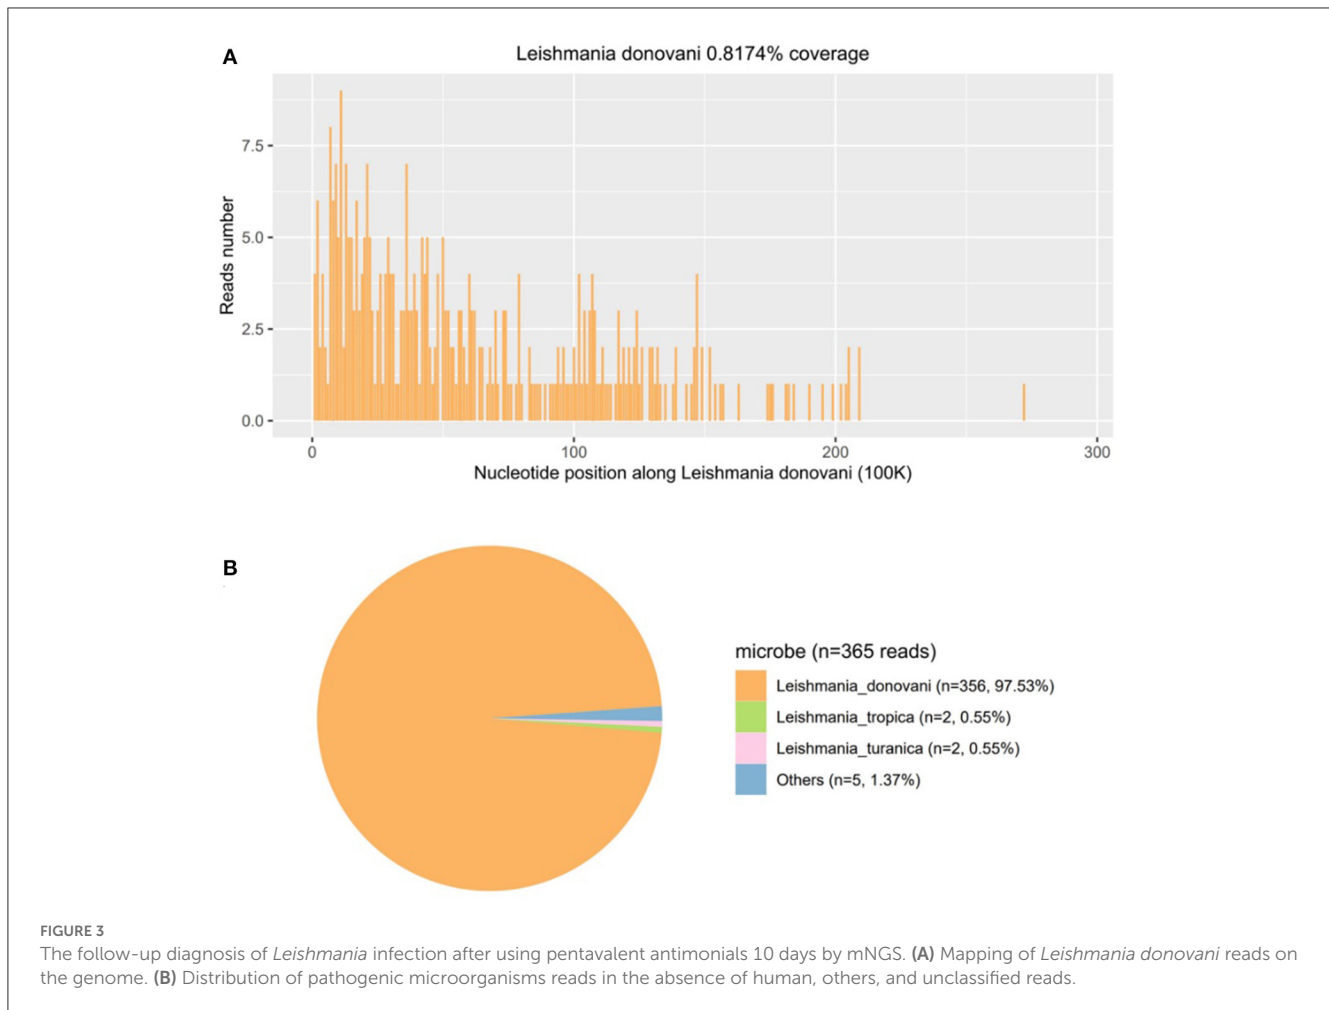 A
Leishmania donovani 0.8174% coverage
7.5
5.0
2.5
0.0
Reads number
0
100
200
300
Nucleotide position along Leishmania donovani (100K)
B
microbe (n=365 reads)
Leishmania_donovani (n=356, 97.53%)
Leishmania_tropica (n=2, 0.55%)
Leishmania_turanica (n=2, 0.55%)
Others (n=5, 1.37%)
FIGURE 3
The follow-up diagnosis of Leishmania infection after using pentavalent antimonials 10 days by mNGS. (A) Mapping of Leishmania donovani reads on
the genome. (B) Distribution of pathogenic microorganisms reads in the absence of human, others, and unclassified reads.